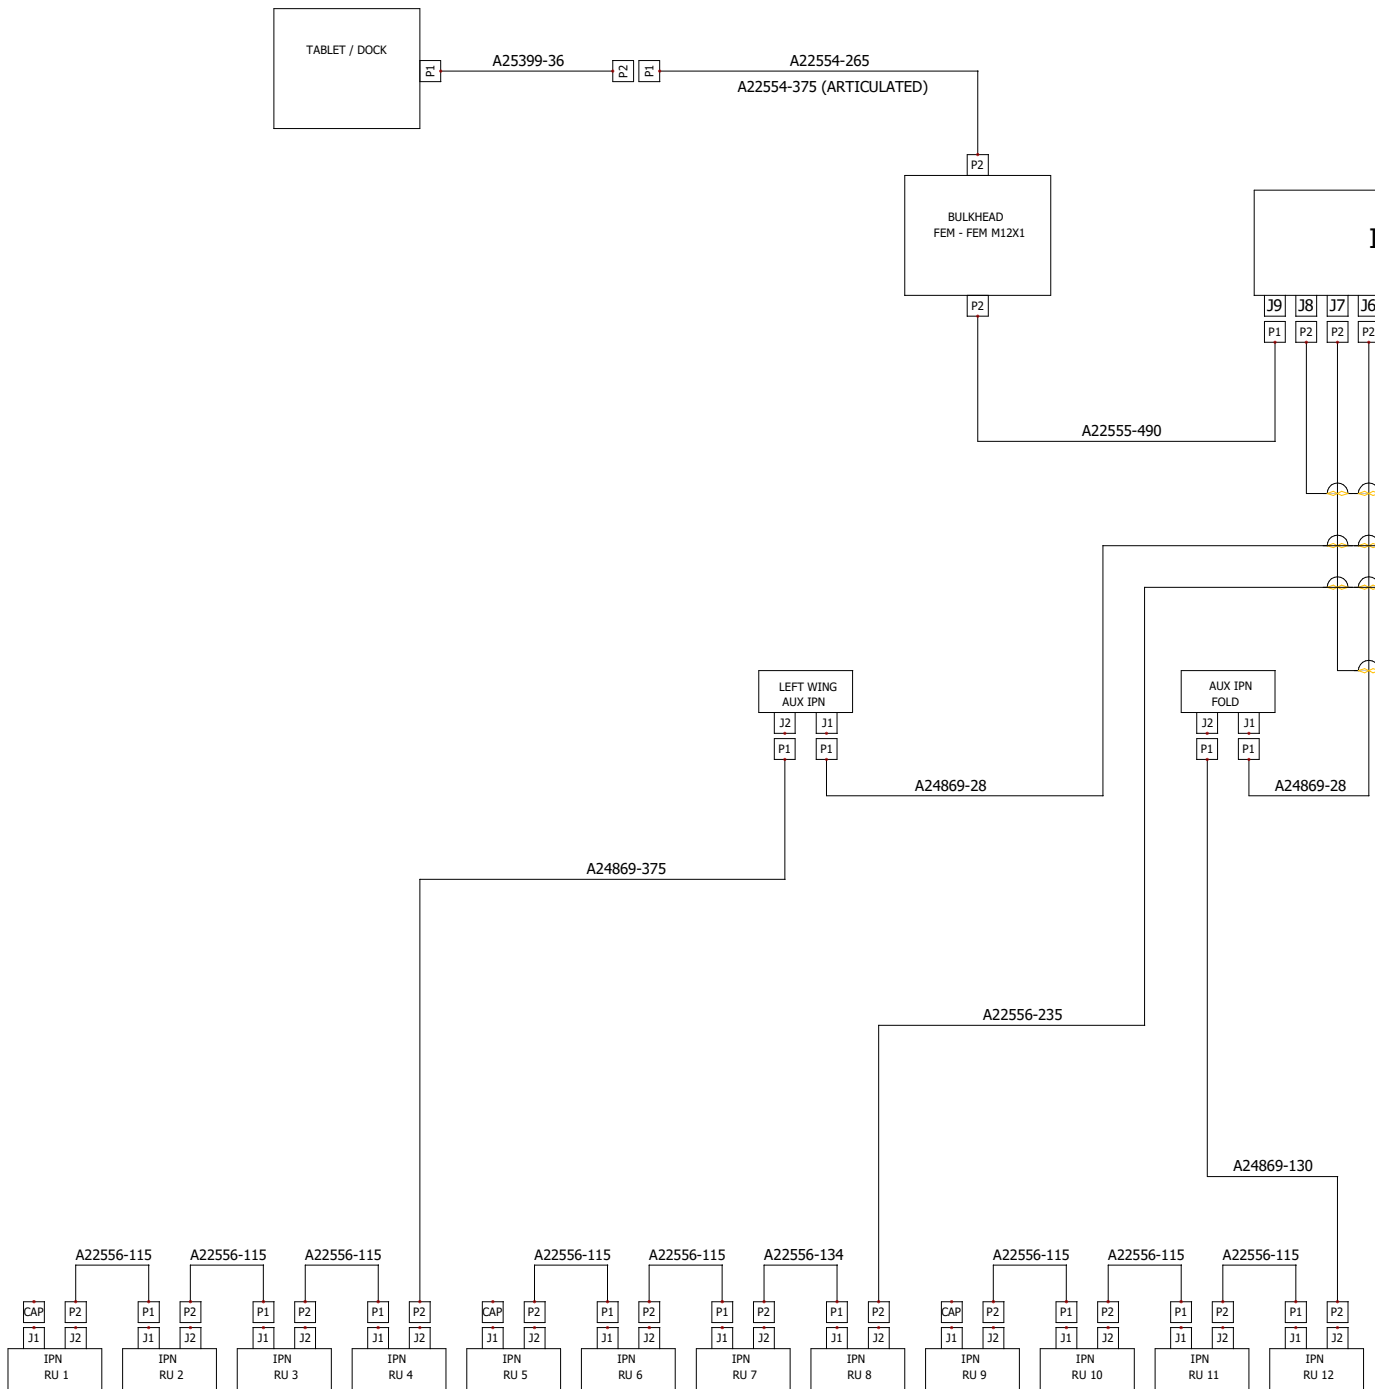 TABLET / DOCK
P1
A25399-36
P2
P1
A22554-265
A22554-375 (ARTICULATED)
P2
BULKHEAD
FEM - FEM M12X1
P2
J9 J8 J7 J6
P1 P2 P2 P2
A22555-490
LEFT WING
AUX IPN
J2 J1
P1 P1
A24869-28
AUX IPN
FOLD
J2 J1
P1 P1
A24869-28
A24869-375
A22556-235
A24869-130
A22556-115 A22556-115 A22556-115 A22556-115 A22556-115 A22556-134 A22556-115 A22556-115 A22556-115
CAP P2 P1 P2 P1 P2 P1 P2 CAP P2 P1 P2 P1 P2 P1 P2 CAP P2 P1 P2 P1 P2 P1 P2
J1 J2 J1 J2 J1 J2 J1 J2 J1 J2 J1 J2 J1 J2 J1 J2 J1 J2 J1 J2 J1 J2 J1 J2
IPN IPN IPN IPN IPN IPN IPN IPN IPN IPN IPN IPN
RU 1 RU 2 RU 3 RU 4 RU 5 RU 6 RU 7 RU 8 RU 9 RU 10 RU 11 RU 12